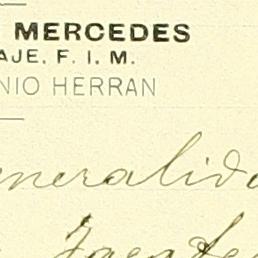 MERCEDES
AJE, F. I. M.
NIO HERRAN
neralida